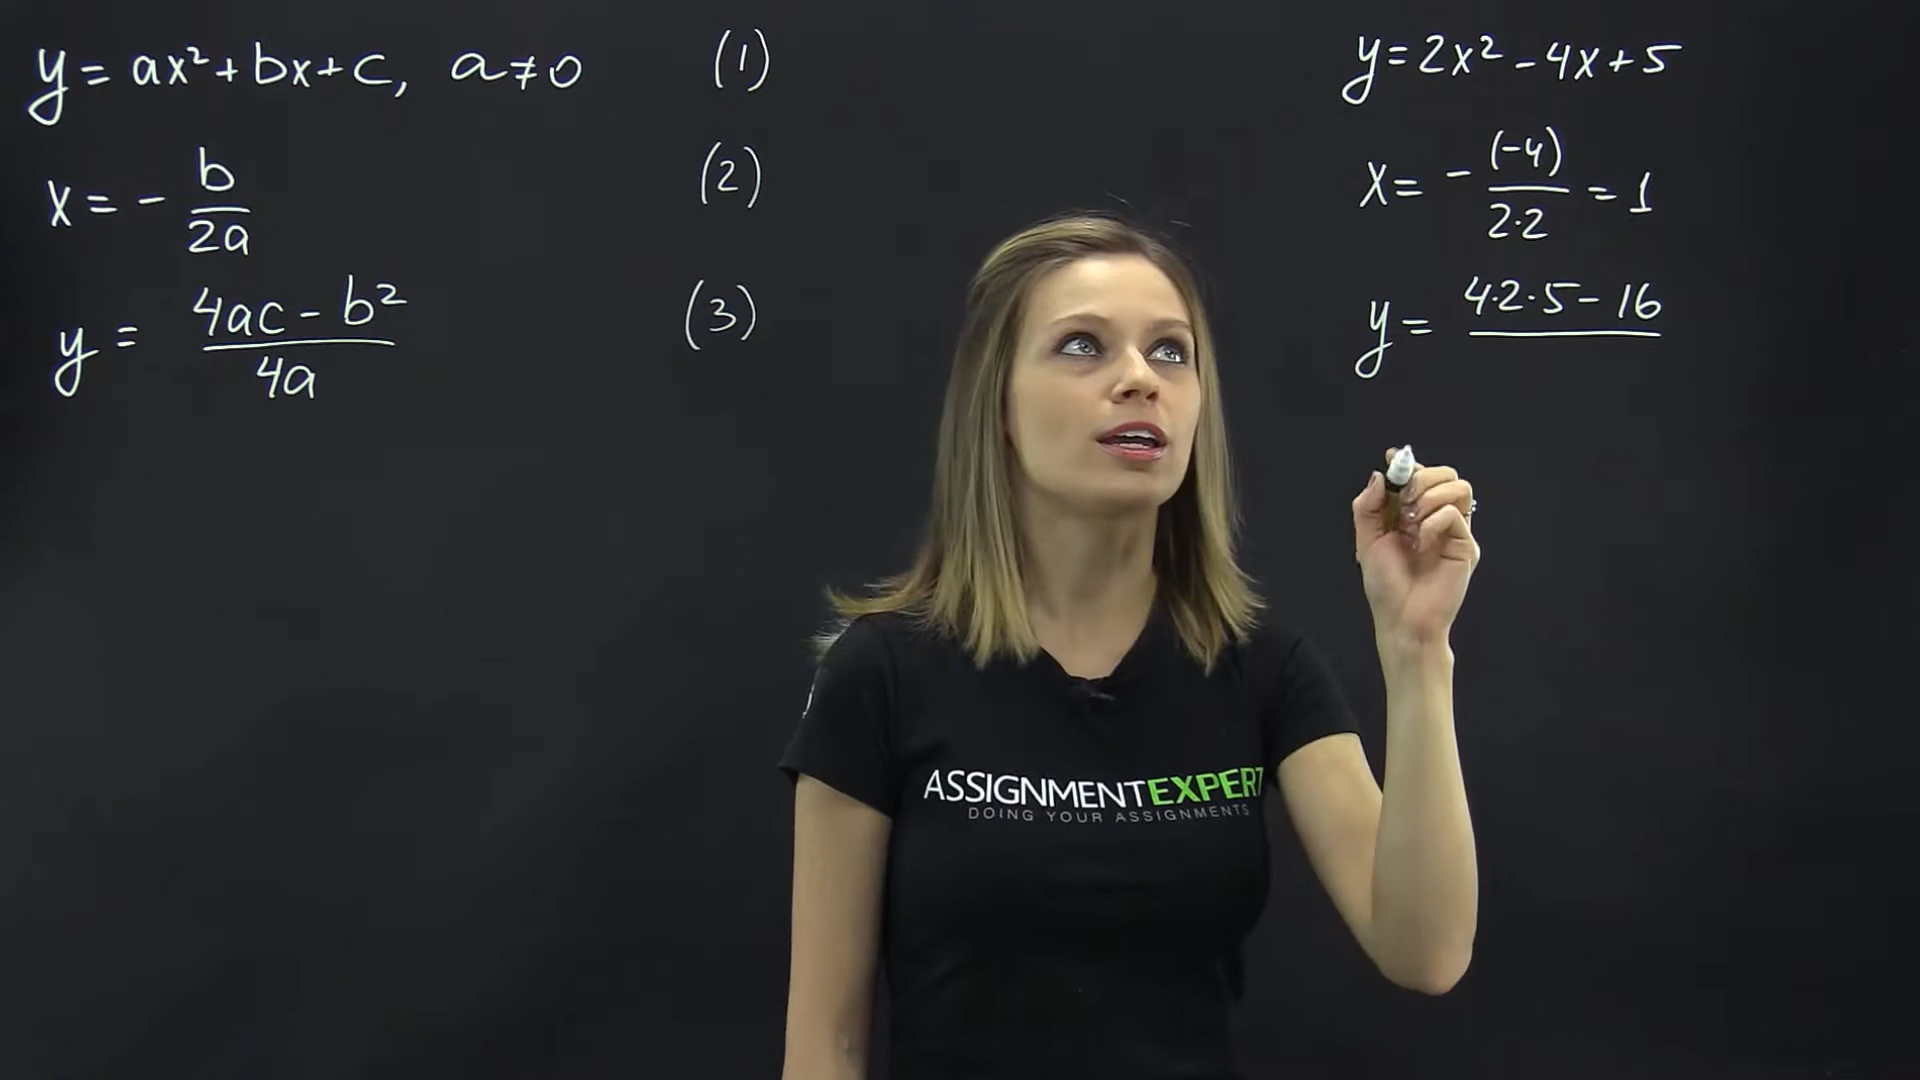 y = ax² + bx + c, a ≠ 0 (1)
x = - b/2a (2)
y = 4ac - b²/4a (3)
y = 2x² - 4x + 5
x = - (-4)/2·2 = 1
y = 4·2·5 - 16
ASSIGNMENTEXPERT
DOING YOUR ASSIGNMENTS